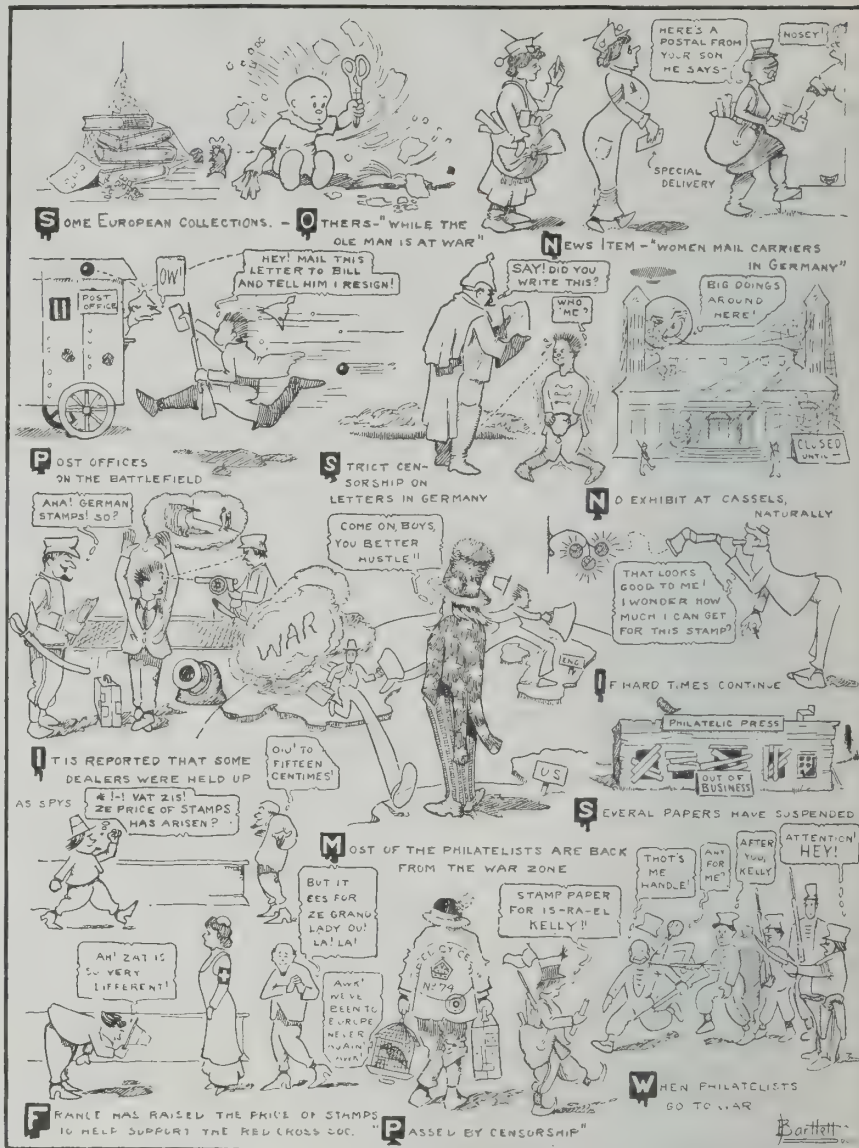 HERE'S A
POSTAL FROM
YOUR SON
HE SAYS-
NOSEY!
SPECIAL
DELIVERY
SOME EUROPEAN COLLECTIONS. - OTHERS-"WHILE THE
OLE MAN IS AT WAR"
NEWS ITEM-"WOMEN MAIL CARRIERS
IN GERMANY"
POST
OFFICE
OW!
HEY! MAIL THIS
LETTER TO BILL
AND TELL HIM I RESIGN!
SAY! DID YOU
WRITE THIS?
WHO
'ME?
BIG DOINGS
AROUND
HERE!
CLOSED
UNTIL-
POST OFFICES
ON THE BATTLEFIELD
STRICT CEN-
SORSHIP ON
LETTERS IN GERMANY
NO EXHIBIT AT CASSELS,
NATURALLY
AHA! GERMAN
STAMPS! SO?
WAR
COME ON, BOYS,
YOU BETTER
HUSTLE!!
ENG
THAT LOOKS
GOOD TO ME!
I WONDER HOW
MUCH I CAN GET
FOR THIS STAMP?
IF HARD TIMES CONTINUE
IT IS REPORTED THAT SOME
DEALERS WERE HELD UP
AS SPYS
U S
PHILATELIC PRESS
OUT OF
BUSINESS
SEVERAL PAPERS HAVE SUSPENDED
*!-! VAT ZIS!
ZE PRICE OF STAMPS
HAS ARISEN?
OIU' TO
FIFTEEN
CENTIMES!
MOST OF THE PHILATELISTS ARE BACK
FROM THE WAR ZONE
AH! ZAT IS
SO VERY
DIFFERENT!
BUT IT
EES FOR
ZE GRAND
LADY OU!
LA! LA!
AWK!
WE'VE
BEEN TO
EUROPE
NEVER
AGAIN
No 74
STAMP PAPER
FOR IS-RA-EL
KELLY!!
THOT'S
ME
HANDLE!
ANY
FOR
ME?
AFTER
YOU,
KELLY
ATTENTION!
HEY!
FRANCE HAS RAISED THE PRICE OF STAMPS
TO HELP SUPPORT THE RED CROSS SOC.
"PASSED BY CENSORSHIP"
WHEN PHILATELISTS
GO TO WAR
Bartlett